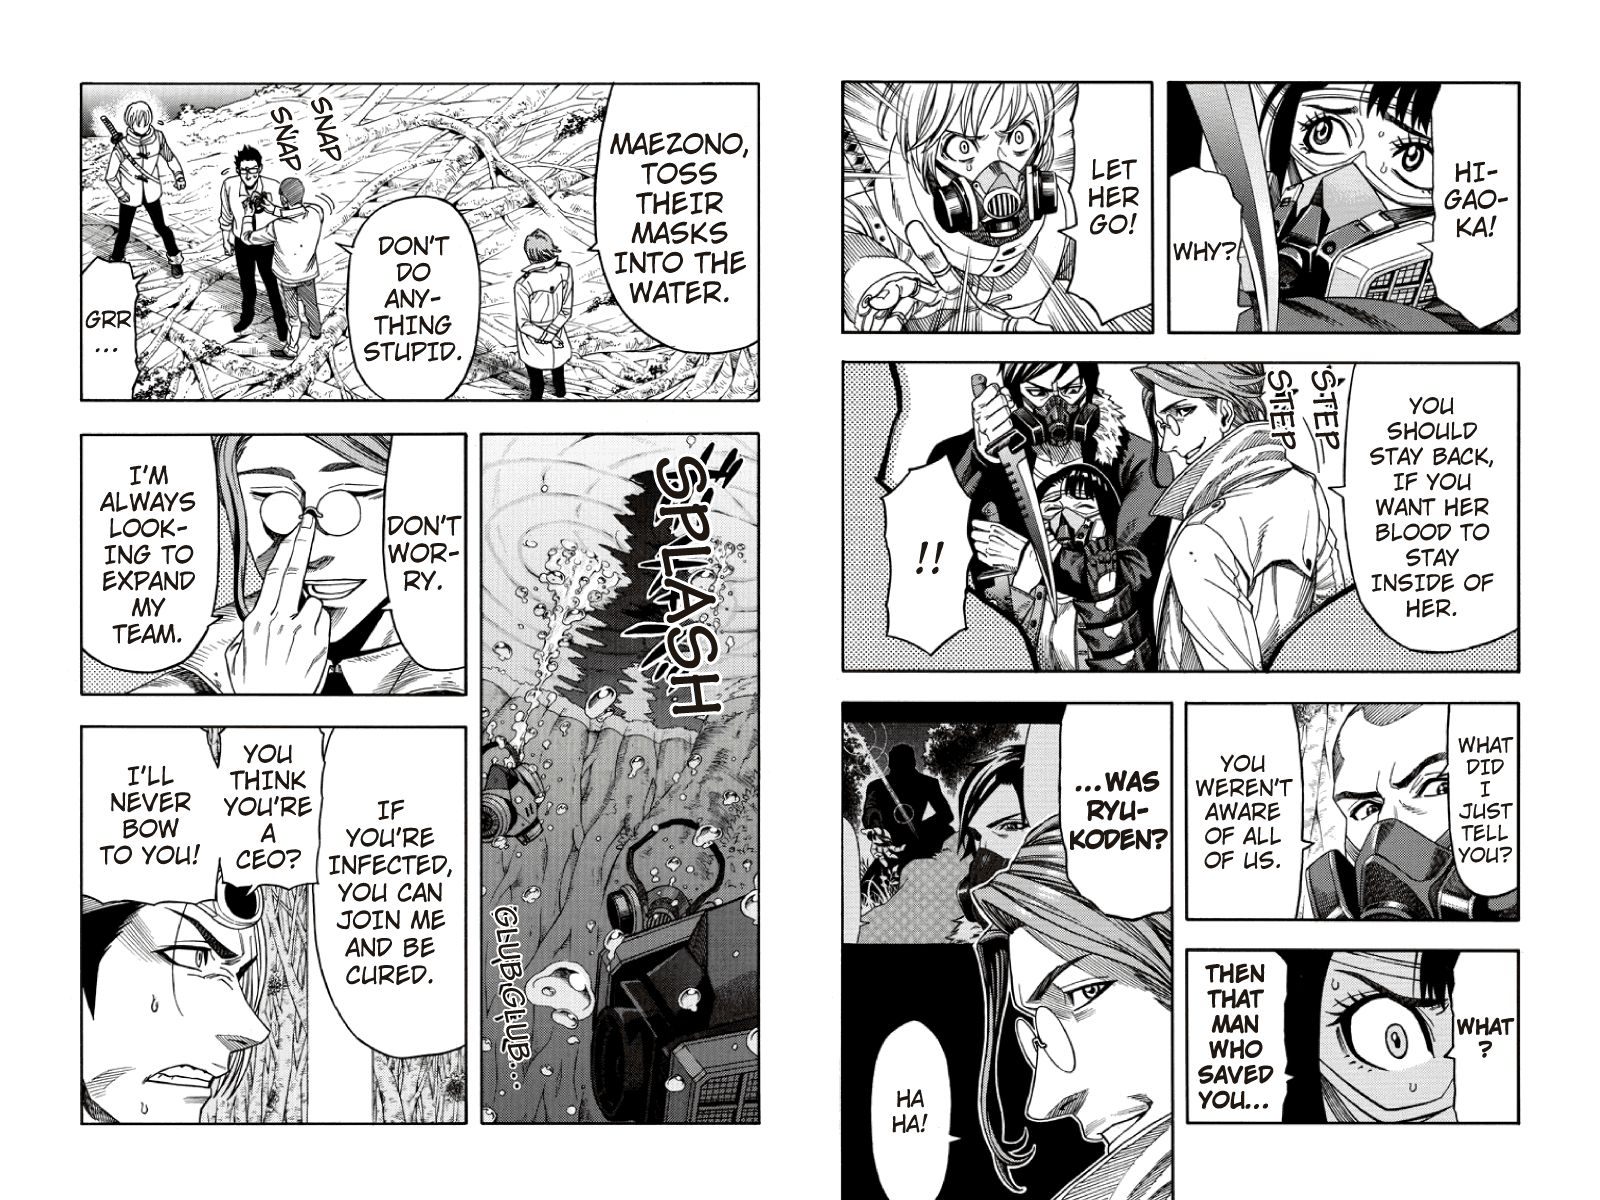 HI-
GAO-
KA!
WHY?
LET
HER
GO!
YOU
SHOULD
STAY BACK,
IF YOU
WANT HER
BLOOD TO
STAY
INSIDE OF
HER.
STEP
STEP
!!
WHAT
DID
I
JUST
TELL
YOU?
YOU
WEREN'T
AWARE
OF ALL
OF US.
WHAT
?
THEN
THAT
MAN
WHO
SAVED
YOU...
...WAS
RYU-
KODEN?
HA
HA!
MAEZONO,
TOSS
THEIR
MASKS
INTO THE
WATER.
SNAP
SNAP
DON'T
DO
ANY-
THING
STUPID.
GRR
...
SPLASH
GLUB GLUB...
DON'T
WOR-
RY.
I'M
ALWAYS
LOOK-
ING TO
EXPAND
MY
TEAM.
IF
YOU'RE
INFECTED,
YOU CAN
JOIN ME
AND BE
CURED.
YOU
THINK
YOU'RE
A
CEO?
I'LL
NEVER
BOW
TO YOU!